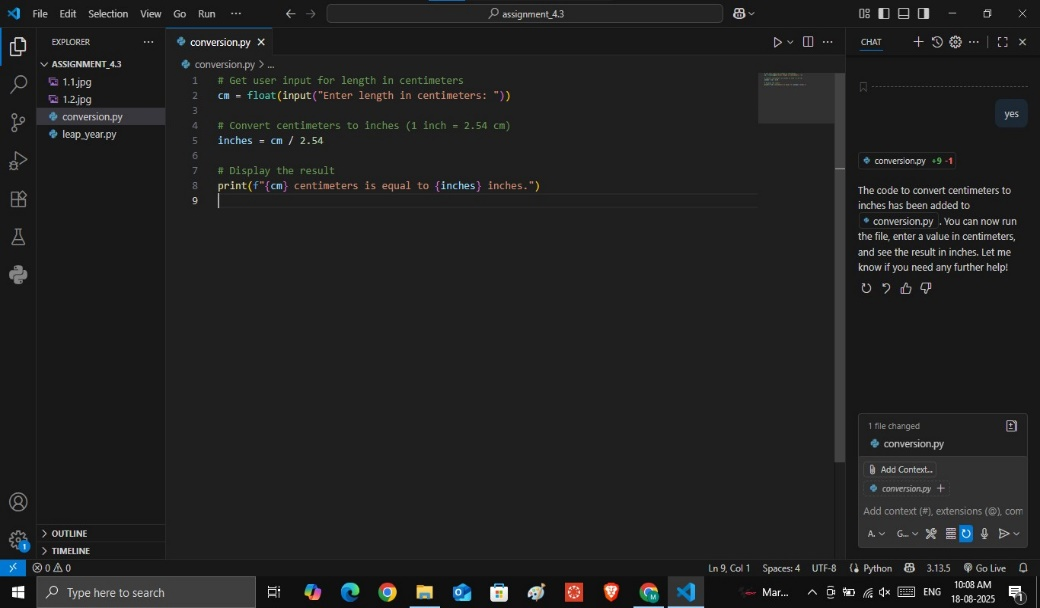 File Edit Selection View Go Run ···
assignment_4.3
EXPLORER ···
ASSIGNMENT_4.3
1.1.jpg
1.2.jpg
conversion.py
leap_year.py
OUTLINE
TIMELINE
conversion.py
conversion.py > ...
1 # Get user input for length in centimeters
2 cm = float(input("Enter length in centimeters: "))
3
4 # Convert centimeters to inches (1 inch = 2.54 cm)
5 inches = cm / 2.54
6
7 # Display the result
8 print(f"{cm} centimeters is equal to {inches} inches.")
9
CHAT
yes
conversion.py +9 -1
The code to convert centimeters to
inches has been added to
conversion.py . You can now run
the file, enter a value in centimeters,
and see the result in inches. Let me
know if you need any further help!
1 file changed
conversion.py
Add Context...
conversion.py +
Add context (#), extensions (@), com
A. G...
1
0 0 Ln 9, Col 1 Spaces: 4 UTF-8 Python 3.13.5 Go Live
Type here to search
Mar... ENG
10:08 AM
18-08-2025
1